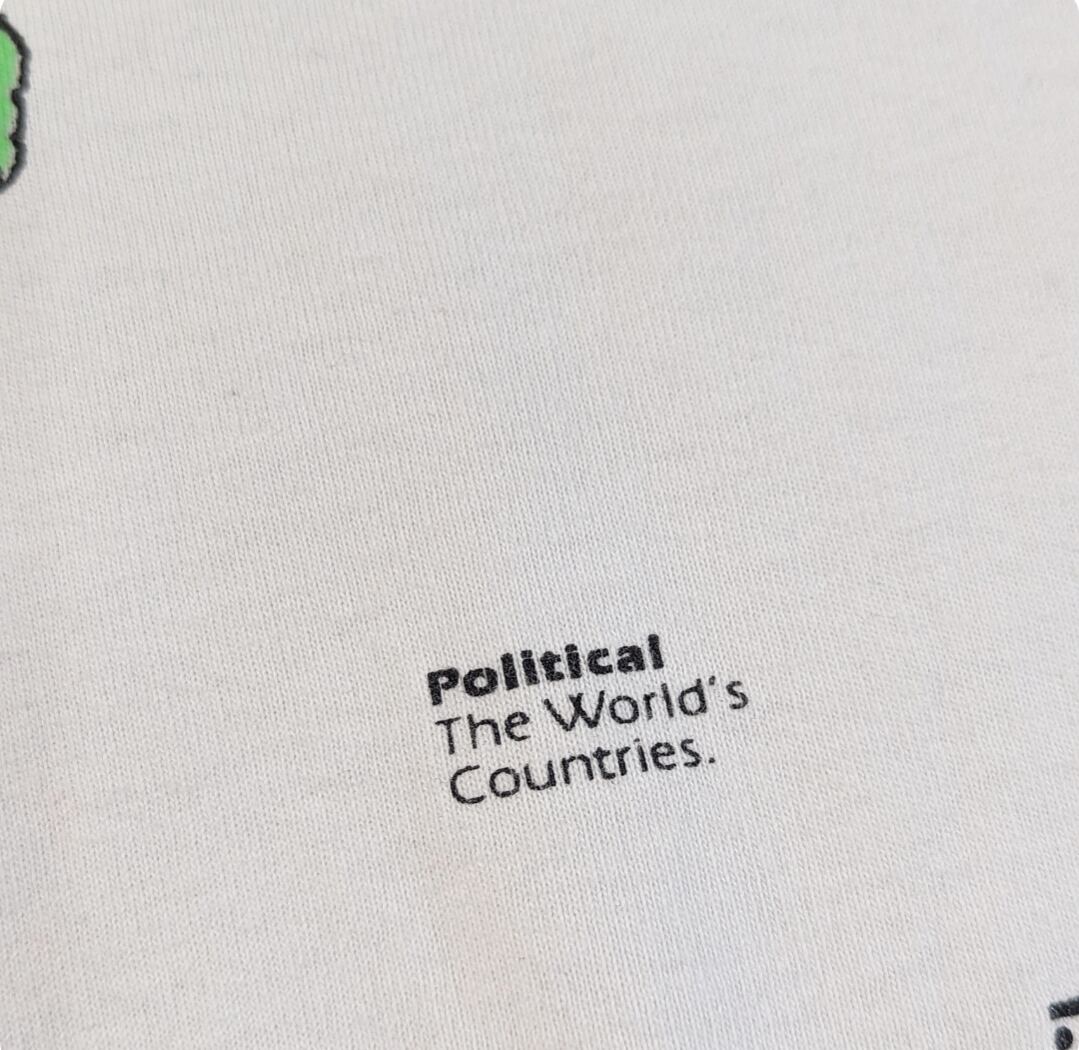 Political
The World's
Countries.